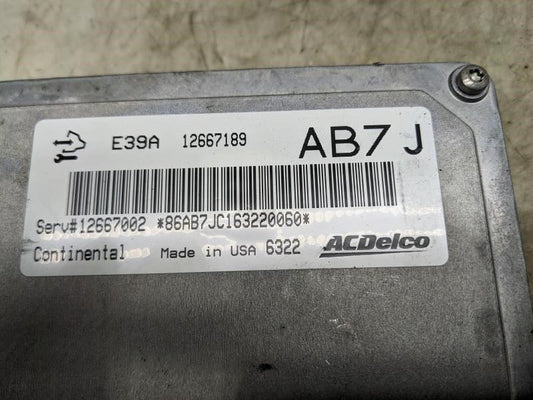 E39A 12667189 AB7 J
Serv#12667002 *86AB7JC163220060*
Continental Made in USA 6322 ACDelco